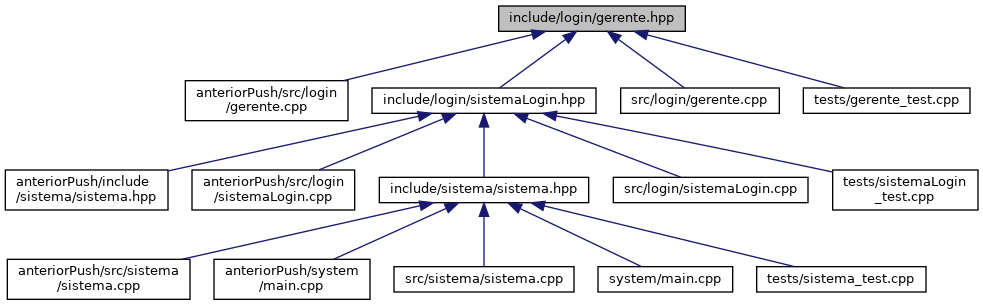 include/login/gerente.hpp
anteriorPush/src/login
/gerente.cpp
include/login/sistemaLogin.hpp
src/login/gerente.cpp
tests/gerente_test.cpp
anteriorPush/include
/sistema/sistema.hpp
anteriorPush/src/login
/sistemaLogin.cpp
include/sistema/sistema.hpp
src/login/sistemaLogin.cpp
tests/sistemaLogin
_test.cpp
anteriorPush/src/sistema
/sistema.cpp
anteriorPush/system
/main.cpp
src/sistema/sistema.cpp
system/main.cpp
tests/sistema_test.cpp